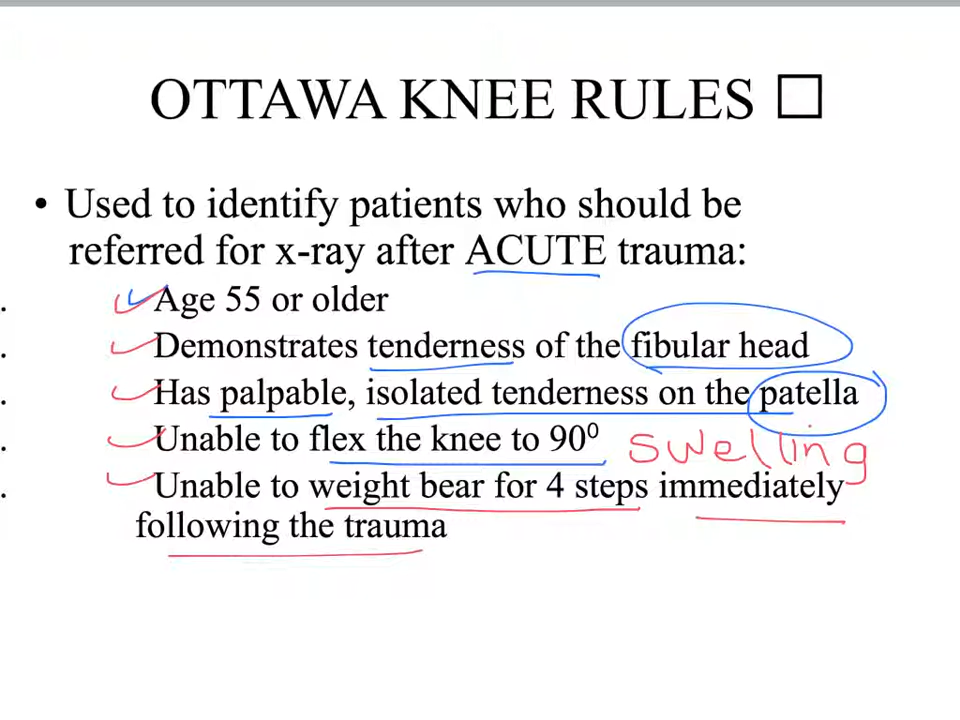 OTTAWA KNEE RULES □
• Used to identify patients who should be
referred for x-ray after ACUTE trauma:
. Age 55 or older
. Demonstrates tenderness of the fibular head
. Has palpable, isolated tenderness on the patella
. Unable to flex the knee to 90⁰ swelling
. Unable to weight bear for 4 steps immediately
following the trauma